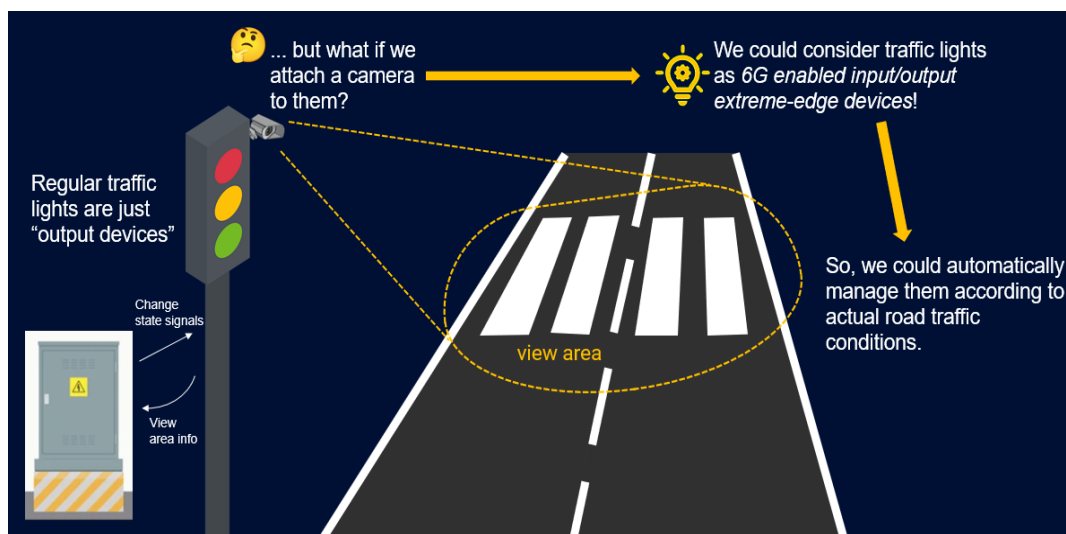 ... but what if we
attach a camera
to them?
We could consider traffic lights
as 6G enabled input/output
extreme-edge devices!
Regular traffic
lights are just
“output devices”
So, we could automatically
manage them according to
actual road traffic
conditions.
Change
state signals
view area
View
area info